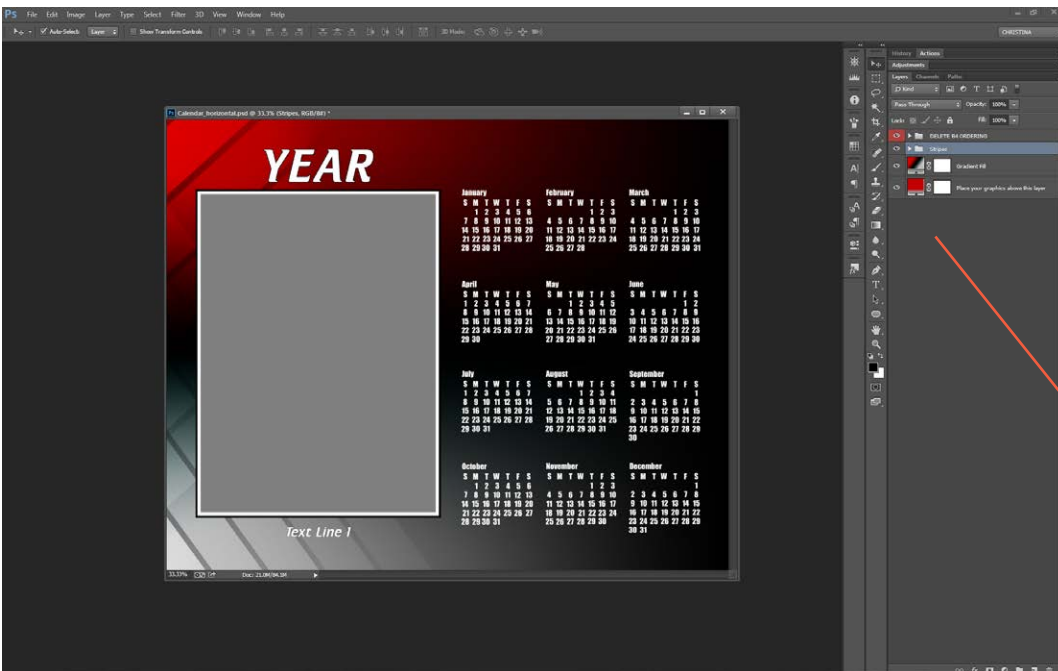 Ps File Edit Image Layer Type Select Filter 3D View Window Help
Auto-Select: Layer Show Transform Controls 3D Mode: CHRISTINA
History Actions
Adjustments
Layers Channels Paths
Kind
Pass Through Opacity: 100%
Lock: Fill: 100%
DELETE B4 ORDERING
Stripes
Gradient Fill
Place your graphics above this layer
Calendar_horizontal.psd @ 33.3% (Stripes, RGB/8#) *
YEAR
January February March
S M T W T F S S M T W T F S S M T W T F S
1 2 3 4 5 6 1 2 3 1 2 3
7 8 9 10 11 12 13 4 5 6 7 8 9 10 4 5 6 7 8 9 10
14 15 16 17 18 19 20 11 12 13 14 15 16 17 11 12 13 14 15 16 17
21 22 23 24 25 26 27 18 19 20 21 22 23 24 18 19 20 21 22 23 24
28 29 30 31 25 26 27 28 25 26 27 28 29 30 31
April May June
S M T W T F S S M T W T F S S M T W T F S
1 2 3 4 5 6 7 1 2 3 4 5 1 2
8 9 10 11 12 13 14 6 7 8 9 10 11 12 3 4 5 6 7 8 9
15 16 17 18 19 20 21 13 14 15 16 17 18 19 10 11 12 13 14 15 16
22 23 24 25 26 27 28 20 21 22 23 24 25 26 17 18 19 20 21 22 23
29 30 27 28 29 30 31 24 25 26 27 28 29 30
July August September
S M T W T F S S M T W T F S S M T W T F S
1 2 3 4 5 6 7 1 2 3 4 1
8 9 10 11 12 13 14 5 6 7 8 9 10 11 2 3 4 5 6 7 8
15 16 17 18 19 20 21 12 13 14 15 16 17 18 9 10 11 12 13 14 15
22 23 24 25 26 27 28 19 20 21 22 23 24 25 16 17 18 19 20 21 22
29 30 31 26 27 28 29 30 31 23 24 25 26 27 28 29
30
October November December
S M T W T F S S M T W T F S S M T W T F S
1 2 3 4 5 6 1 2 3 1
7 8 9 10 11 12 13 4 5 6 7 8 9 10 2 3 4 5 6 7 8
14 15 16 17 18 19 20 11 12 13 14 15 16 17 9 10 11 12 13 14 15
21 22 23 24 25 26 27 18 19 20 21 22 23 24 16 17 18 19 20 21 22
28 29 30 31 25 26 27 28 29 30 23 24 25 26 27 28 29
30 31
Text Line 1
33.33% Doc: 21.0M/94.5M